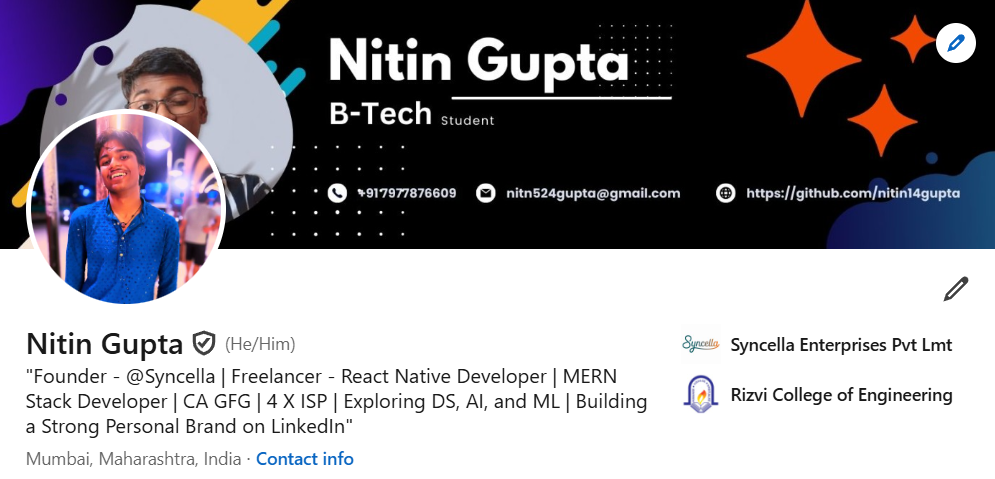 Nitin Gupta
B-Tech Student
+917977876609 nitn524gupta@gmail.com https://github.com/nitin14gupta
Nitin Gupta (He/Him)
"Founder - @Syncella | Freelancer - React Native Developer | MERN
Stack Developer | CA GFG | 4 X ISP | Exploring DS, AI, and ML | Building
a Strong Personal Brand on LinkedIn"
Mumbai, Maharashtra, India · Contact info
Syncella
Syncella Enterprises Pvt Lmt
Rizvi College of Engineering